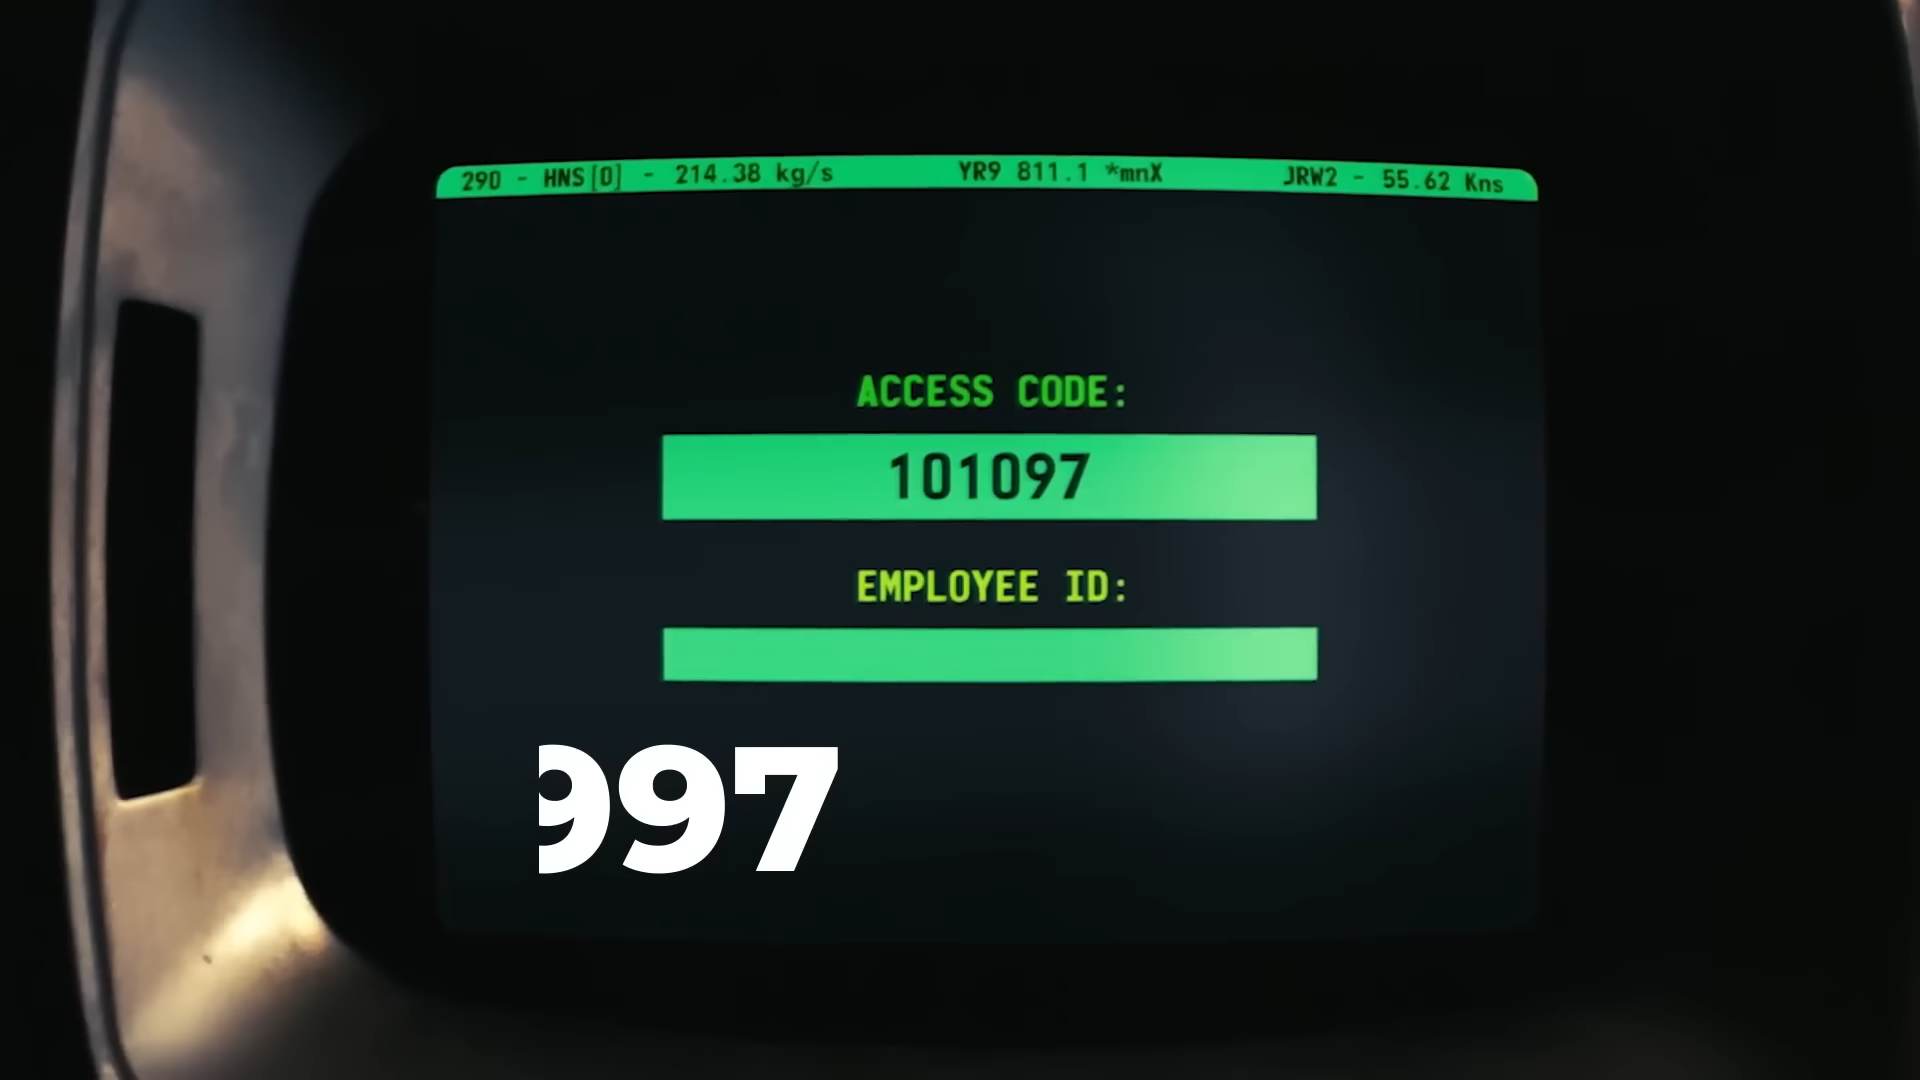 290 - HNS[0] - 214.38 kg/s YR9 811.1 *mnX JRW2 - 55.62 Kns
ACCESS CODE:
101097
EMPLOYEE ID:
997